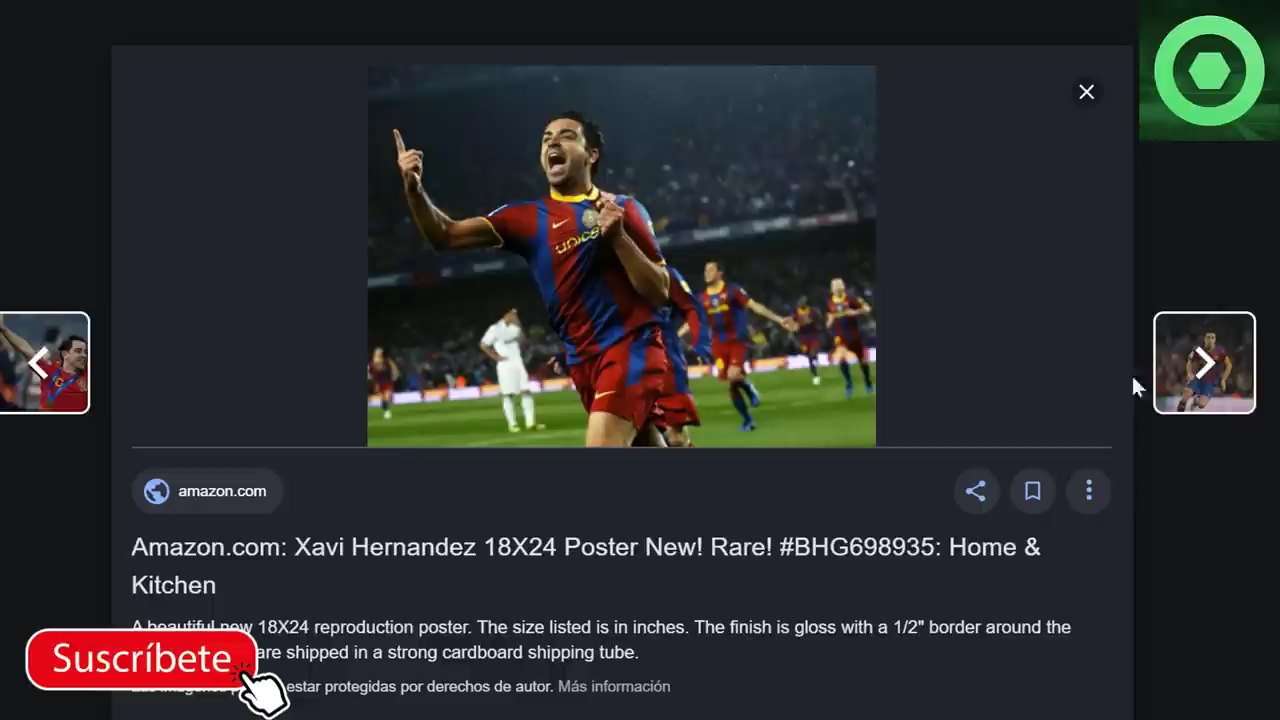 unicef
amazon.com
Amazon.com: Xavi Hernandez 18X24 Poster New! Rare! #BHG698935: Home &
Kitchen
A beautiful new 18X24 reproduction poster. The size listed is in inches. The finish is gloss with a 1/2" border around the
are shipped in a strong cardboard shipping tube.
Suscríbete
estar protegidas por derechos de autor. Más información